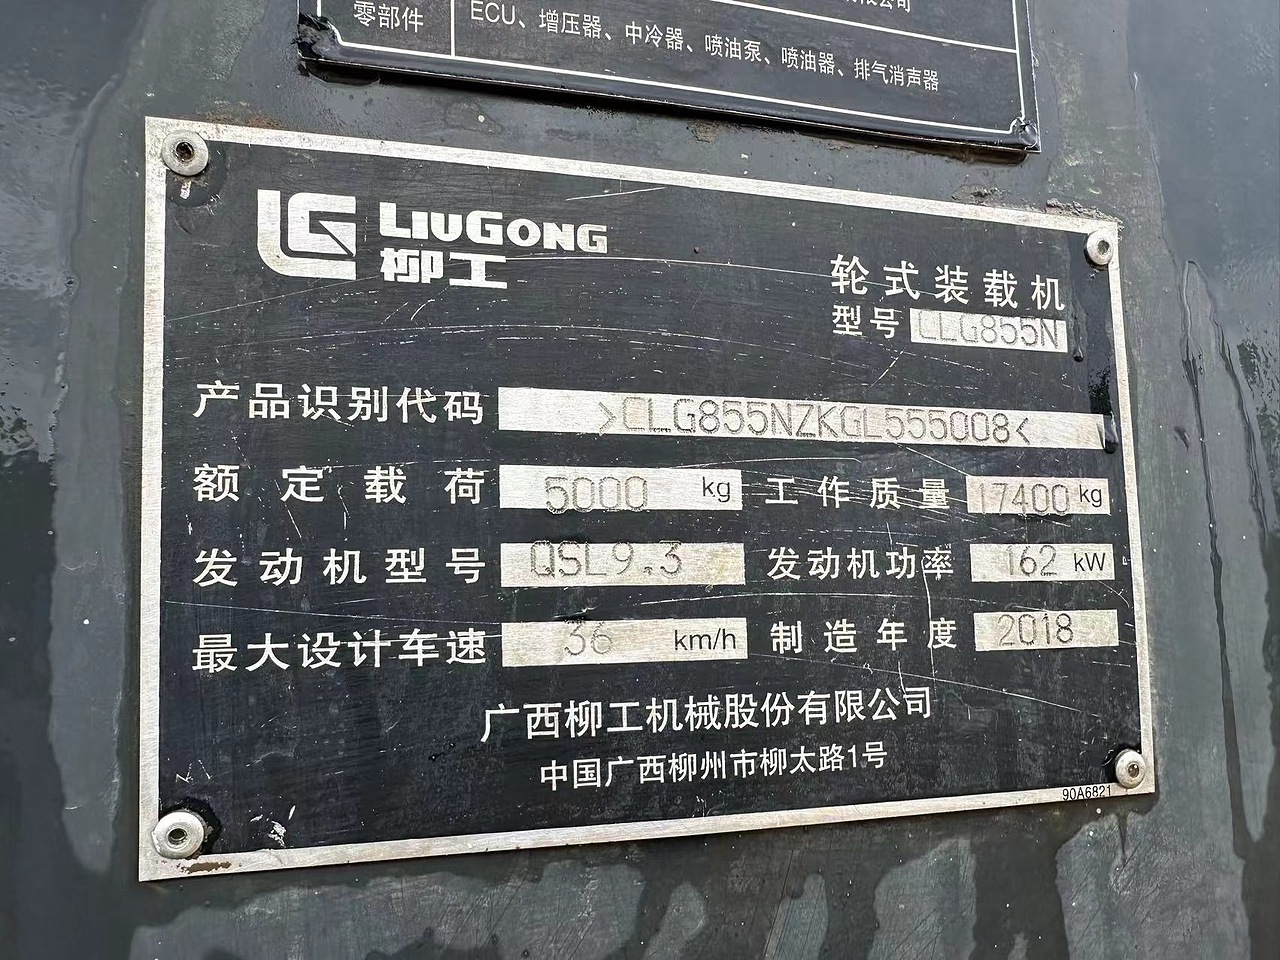 零部件 ECU、增压器、中冷器、喷油泵、喷油器、排气消声器
LIUGONG
柳工
轮式装载机
型号 CLG855N
产品识别代码 >CLG855NZKGL555008<
额定载荷 5000 kg 工作质量 17400 kg
发动机型号 QSL9.3 发动机功率 162 kW
最大设计车速 36 km/h 制造年度 2018
广西柳工机械股份有限公司
中国广西柳州市柳太路1号
90A6821